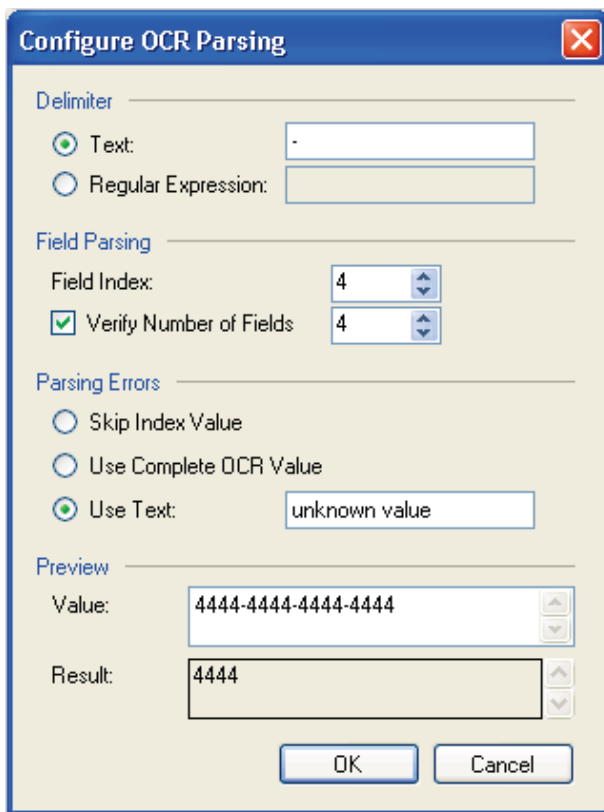 Configure OCR Parsing
Delimiter
Text: -
Regular Expression:
Field Parsing
Field Index: 4
Verify Number of Fields 4
Parsing Errors
Skip Index Value
Use Complete OCR Value
Use Text: unknown value
Preview
Value: 4444-4444-4444-4444
Result: 4444
OK Cancel